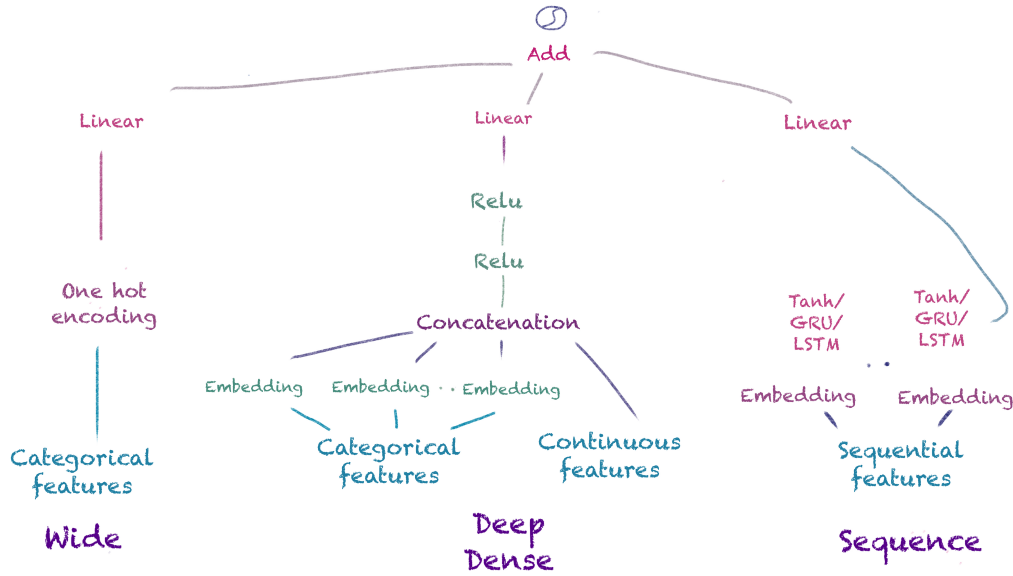 Add
Linear
Linear
Linear
Relu
Relu
One hot
encoding
Concatenation
Tanh/
GRU/
LSTM
Tanh/
GRU/
LSTM
Embedding
Embedding
Embedding
Embedding
Embedding
Categorical
features
Categorical
features
Continuous
features
Sequential
features
Wide
Deep
Dense
Sequence